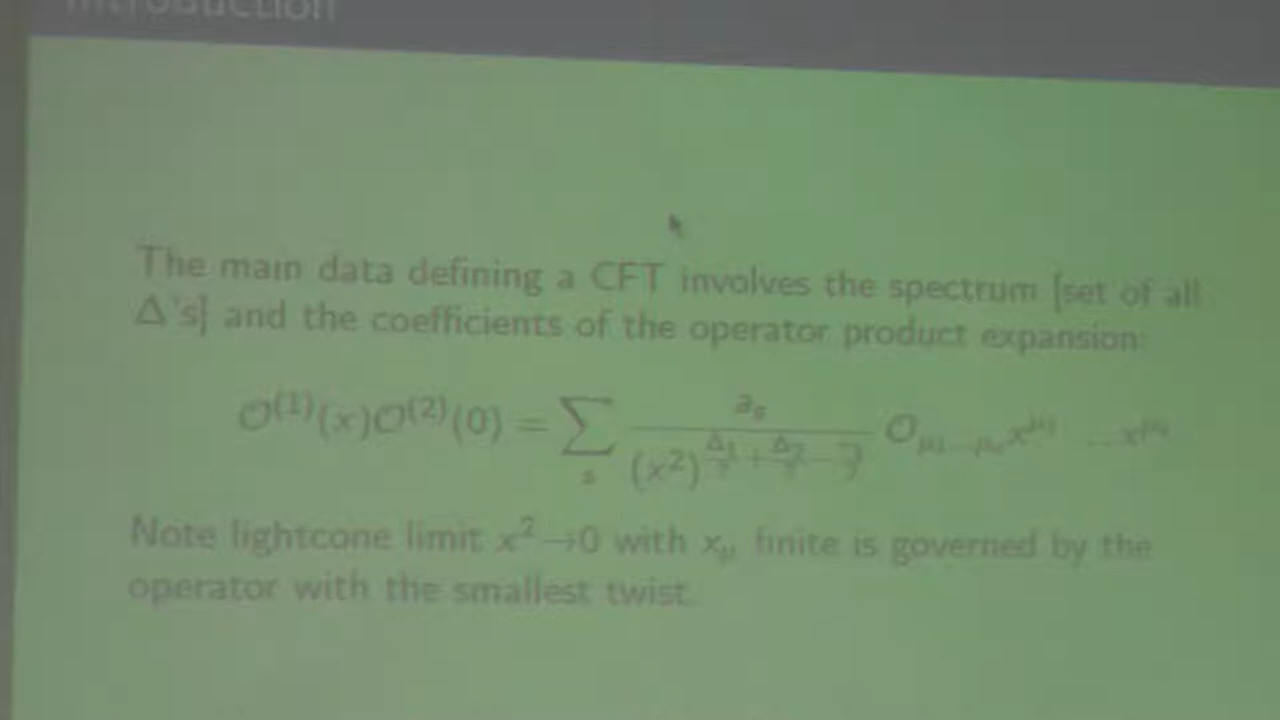 Introduction
The main data defining a CFT involves the spectrum [set of all
Δ's] and the coefficients of the operator product expansion:
O⁽¹⁾(x)O⁽²⁾(0) = ∑ₛ aₛ / (x²)^(Δ₁/2 + Δ₂/2 − /2) O_μ₁…μₛ x^μ₁ …x^μₛ
Note lightcone limit x² →0 with x_μ finite is governed by the
operator with the smallest twist.